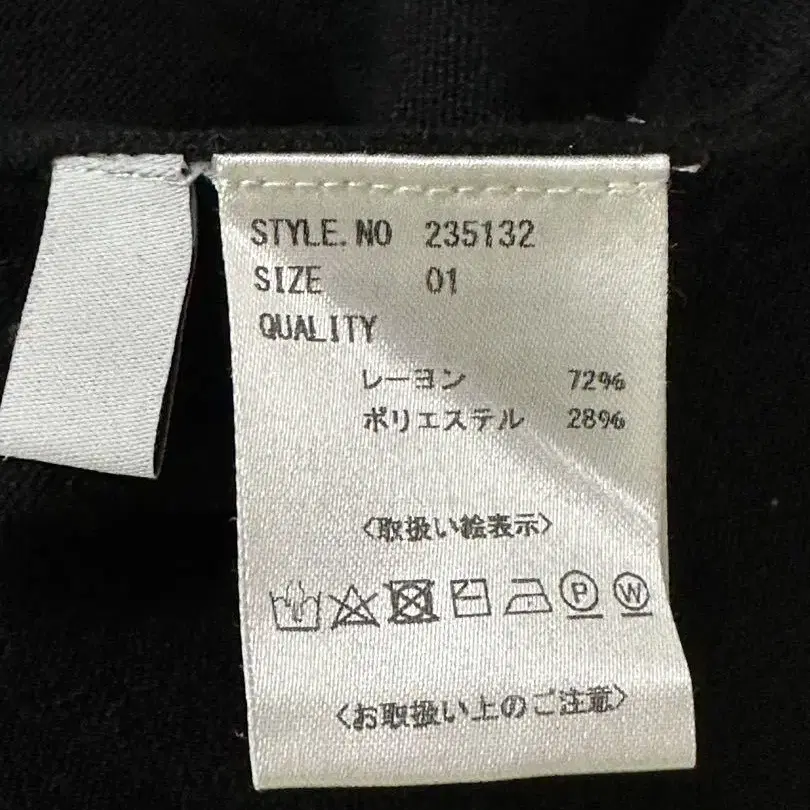 STYLE.NO 235132
SIZE 01
QUALITY
レーヨン 72%
ポリエステル 28%
〈取扱い絵表示〉
P W
〈お取扱い上のご注意〉